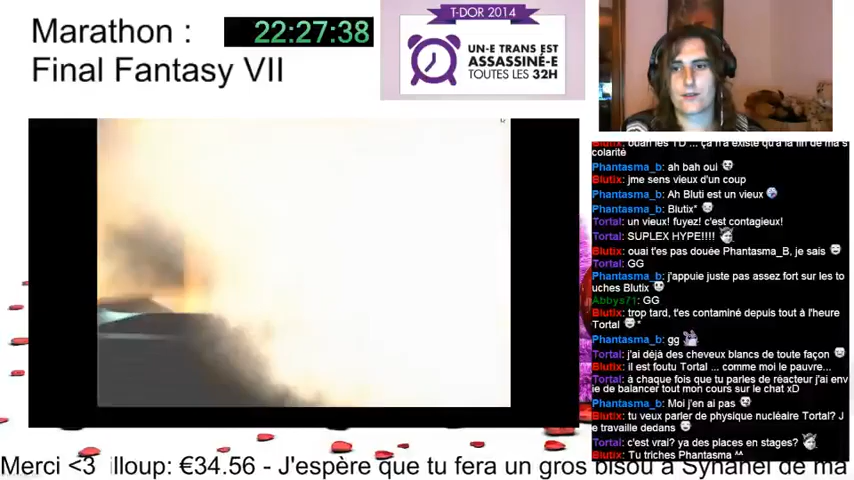 Marathon :
Final Fantasy VII
22:27:38
T-DOR 2014
UN-E TRANS EST
ASSASSINÉ-E
TOUTES LES 32H
Blutix: ouah les TD ... ça n'a existé qu'à la fin de ma s
colarité
Phantasma_b: ah bah oui
Blutix: jme sens vieux d'un coup
Phantasma_b: Ah Bluti est un vieux
Phantasma_b: Blutix*
Tortal: un vieux! fuyez! c'est contagieux!
Tortal: SUPLEX HYPE!!!!
Blutix: ouai t'es pas douée Phantasma_B, je sais
Tortal: GG
Phantasma_b: j'appuie juste pas assez fort sur les to
uches Blutix
Abbys71: GG
Blutix: trop tard, t'es contaminé depuis tout à l'heure
Tortal
Phantasma_b: gg
Tortal: j'ai déjà des cheveux blancs de toute façon
Blutix: il est foutu Tortal ... comme moi le pauvre...
Tortal: à chaque fois que tu parles de réacteur j'ai env
ie de balancer tout mon cours sur le chat xD
Phantasma_b: Moi j'en ai pas
Blutix: tu veux parler de physique nucléaire Tortal? J
e travaille dedans
Tortal: c'est vrai? ya des places en stages?
Blutix: Tu triches Phantasma ^^
Merci <3 illoup: €34.56 - J'espère que tu fera un gros bisou à Synahel de ma